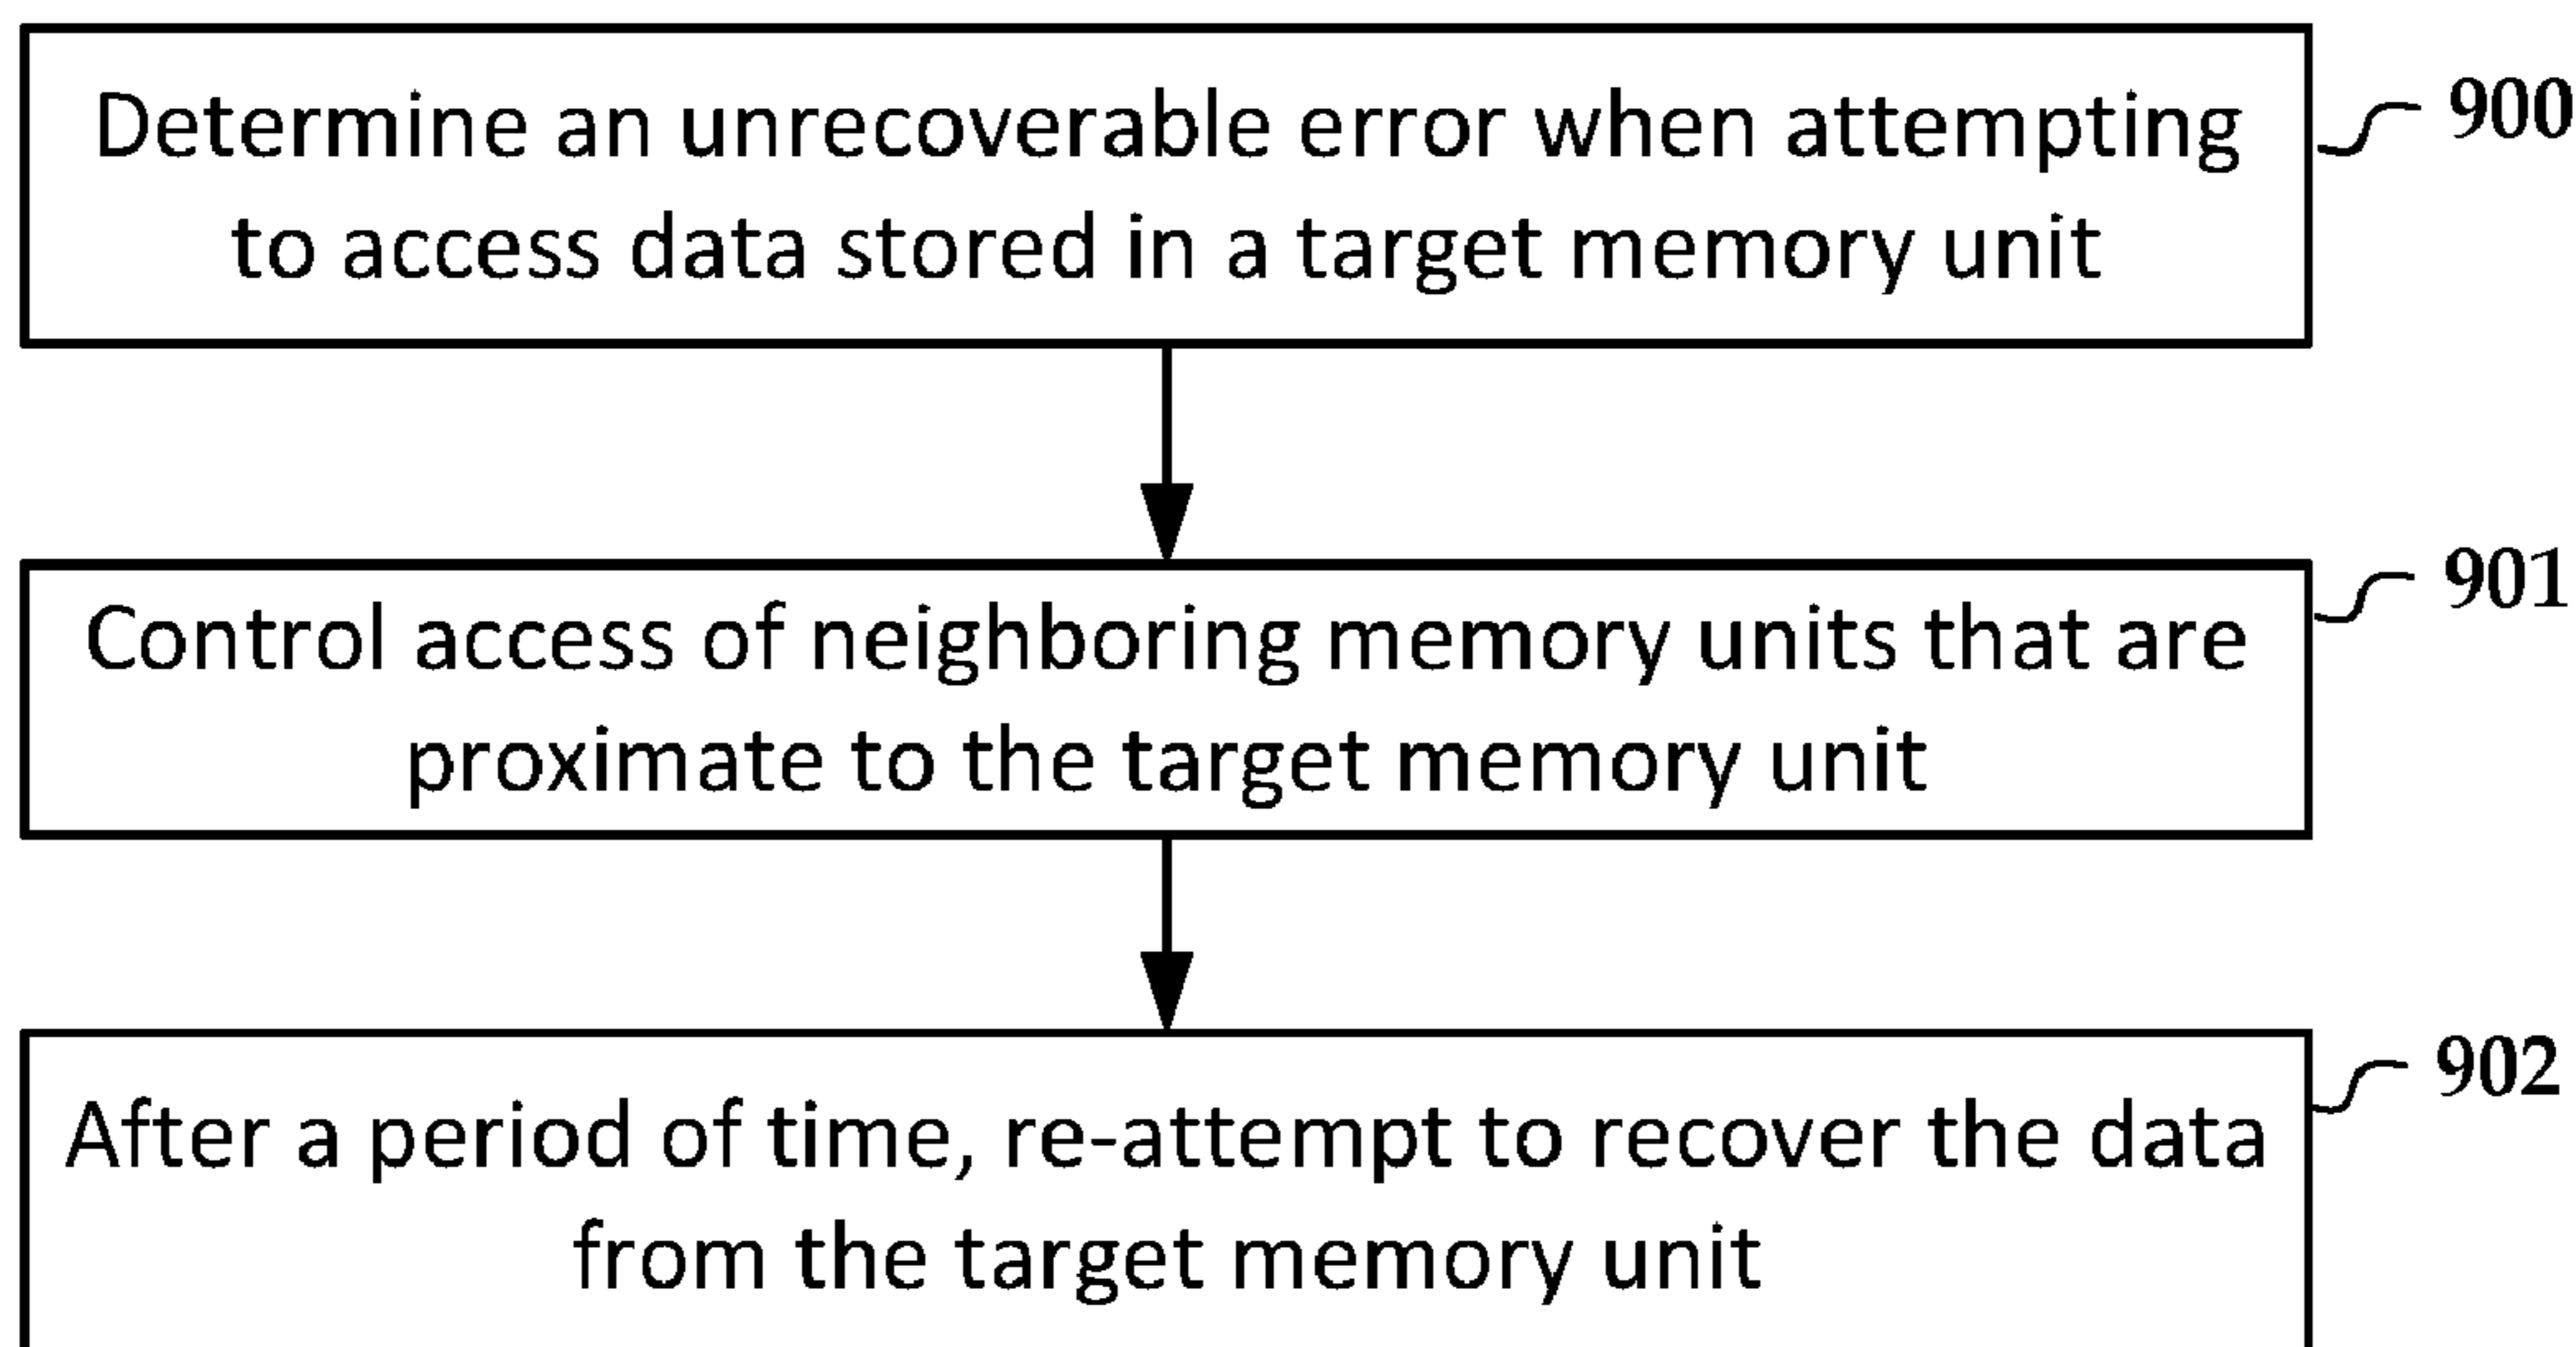 Determine an unrecoverable error when attempting
to access data stored in a target memory unit
900
Control access of neighboring memory units that are
proximate to the target memory unit
901
After a period of time, re-attempt to recover the data
from the target memory unit
902